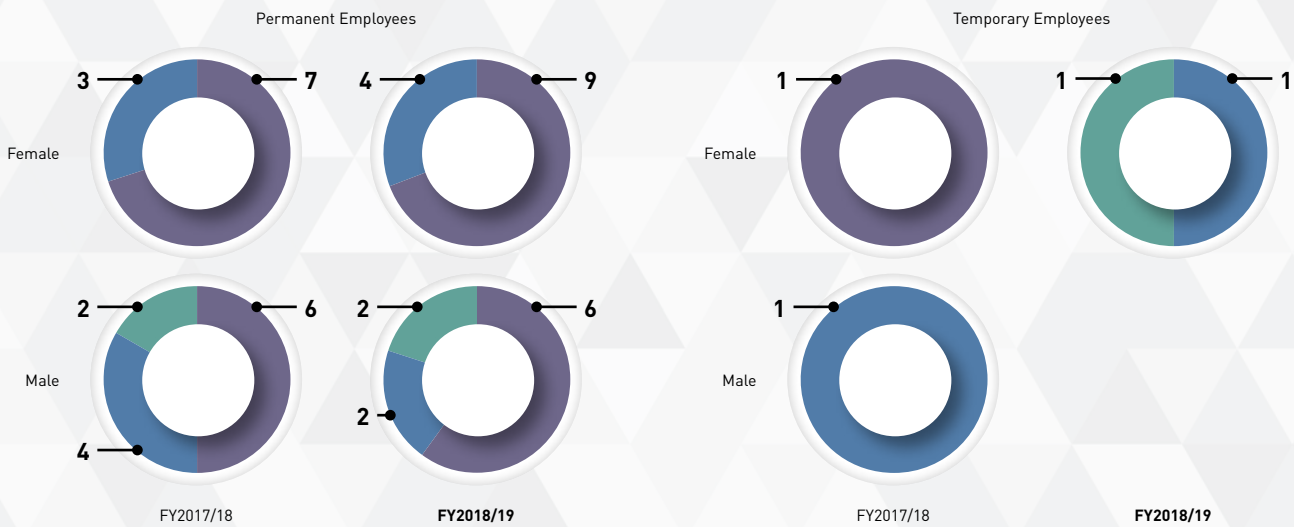 Permanent Employees
3
7
4
9
Female
2
6
2
6
Male
2
4
FY2017/18
FY2018/19
Temporary Employees
1
1
1
Female
1
Male
FY2017/18
FY2018/19